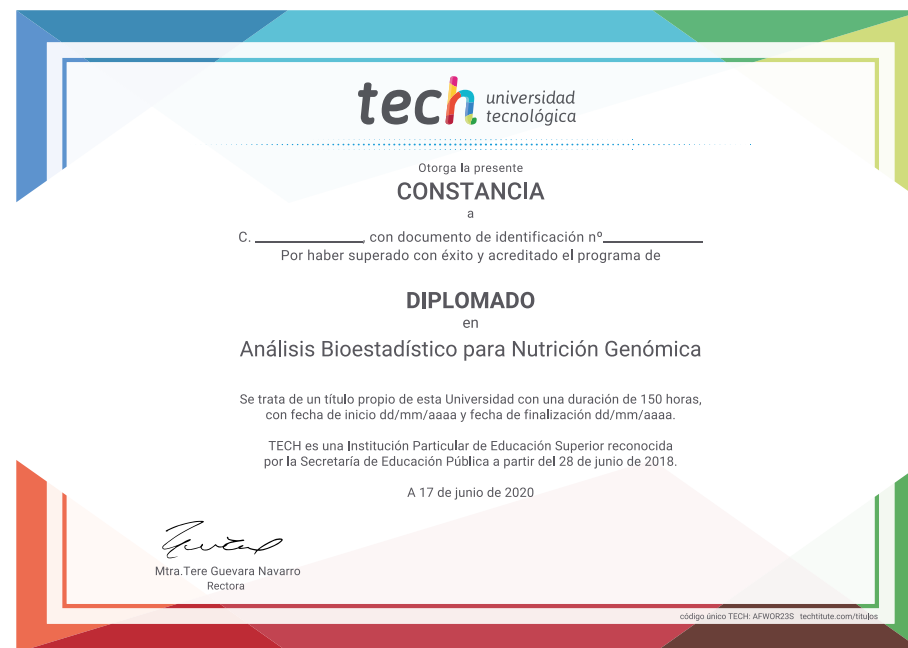 tech universidad
tecnológica
Otorga la presente
CONSTANCIA
a
C. ______________, con documento de identificación nº_____________
Por haber superado con éxito y acreditado el programa de
DIPLOMADO
en
Análisis Bioestadístico para Nutrición Genómica
Se trata de un título propio de esta Universidad con una duración de 150 horas,
con fecha de inicio dd/mm/aaaa y fecha de finalización dd/mm/aaaa.
TECH es una Institución Particular de Educación Superior reconocida
por la Secretaría de Educación Pública a partir del 28 de junio de 2018.
A 17 de junio de 2020
Mtra.Tere Guevara Navarro
Rectora
código único TECH: AFWOR23S techtitute.com/titulos